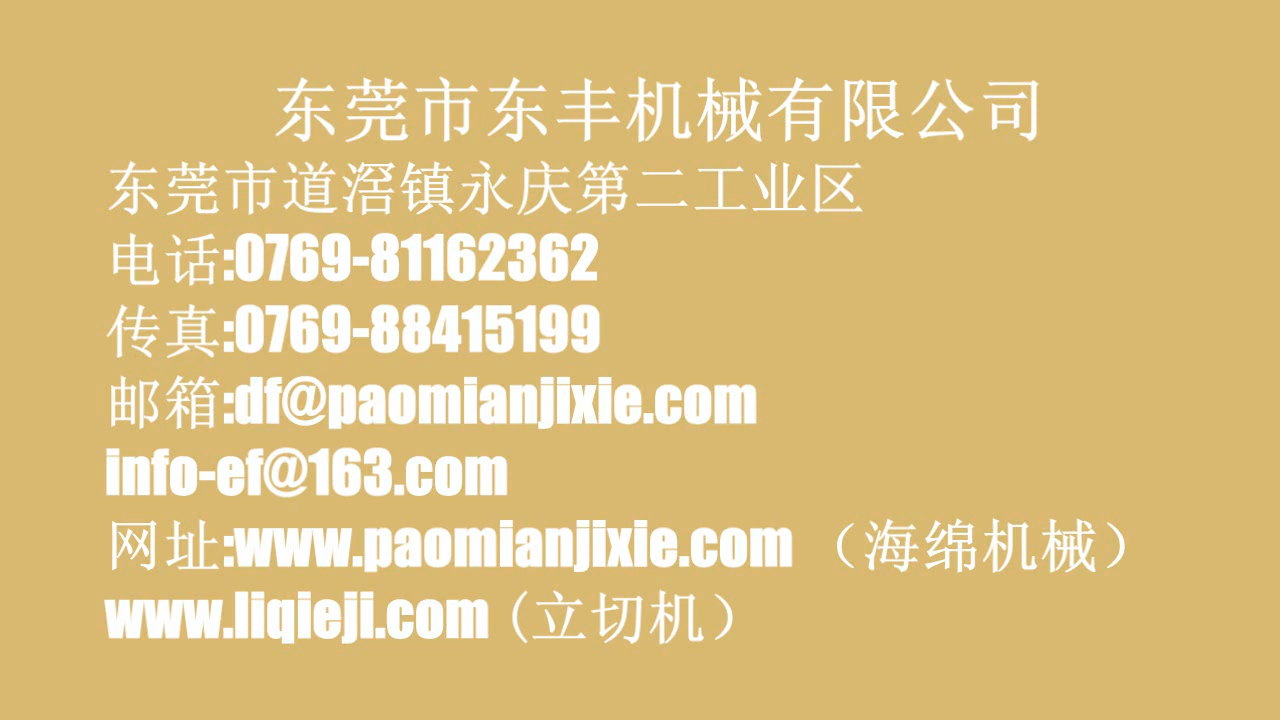 东莞市东丰机械有限公司
东莞市道滘镇永庆第二工业区
电话:0769-81162362
传真:0769-88415199
邮箱:df@paomianjixie.com
info-ef@163.com
网址:www.paomianjixie.com （海绵机械）
www.liqieji.com (立切机）